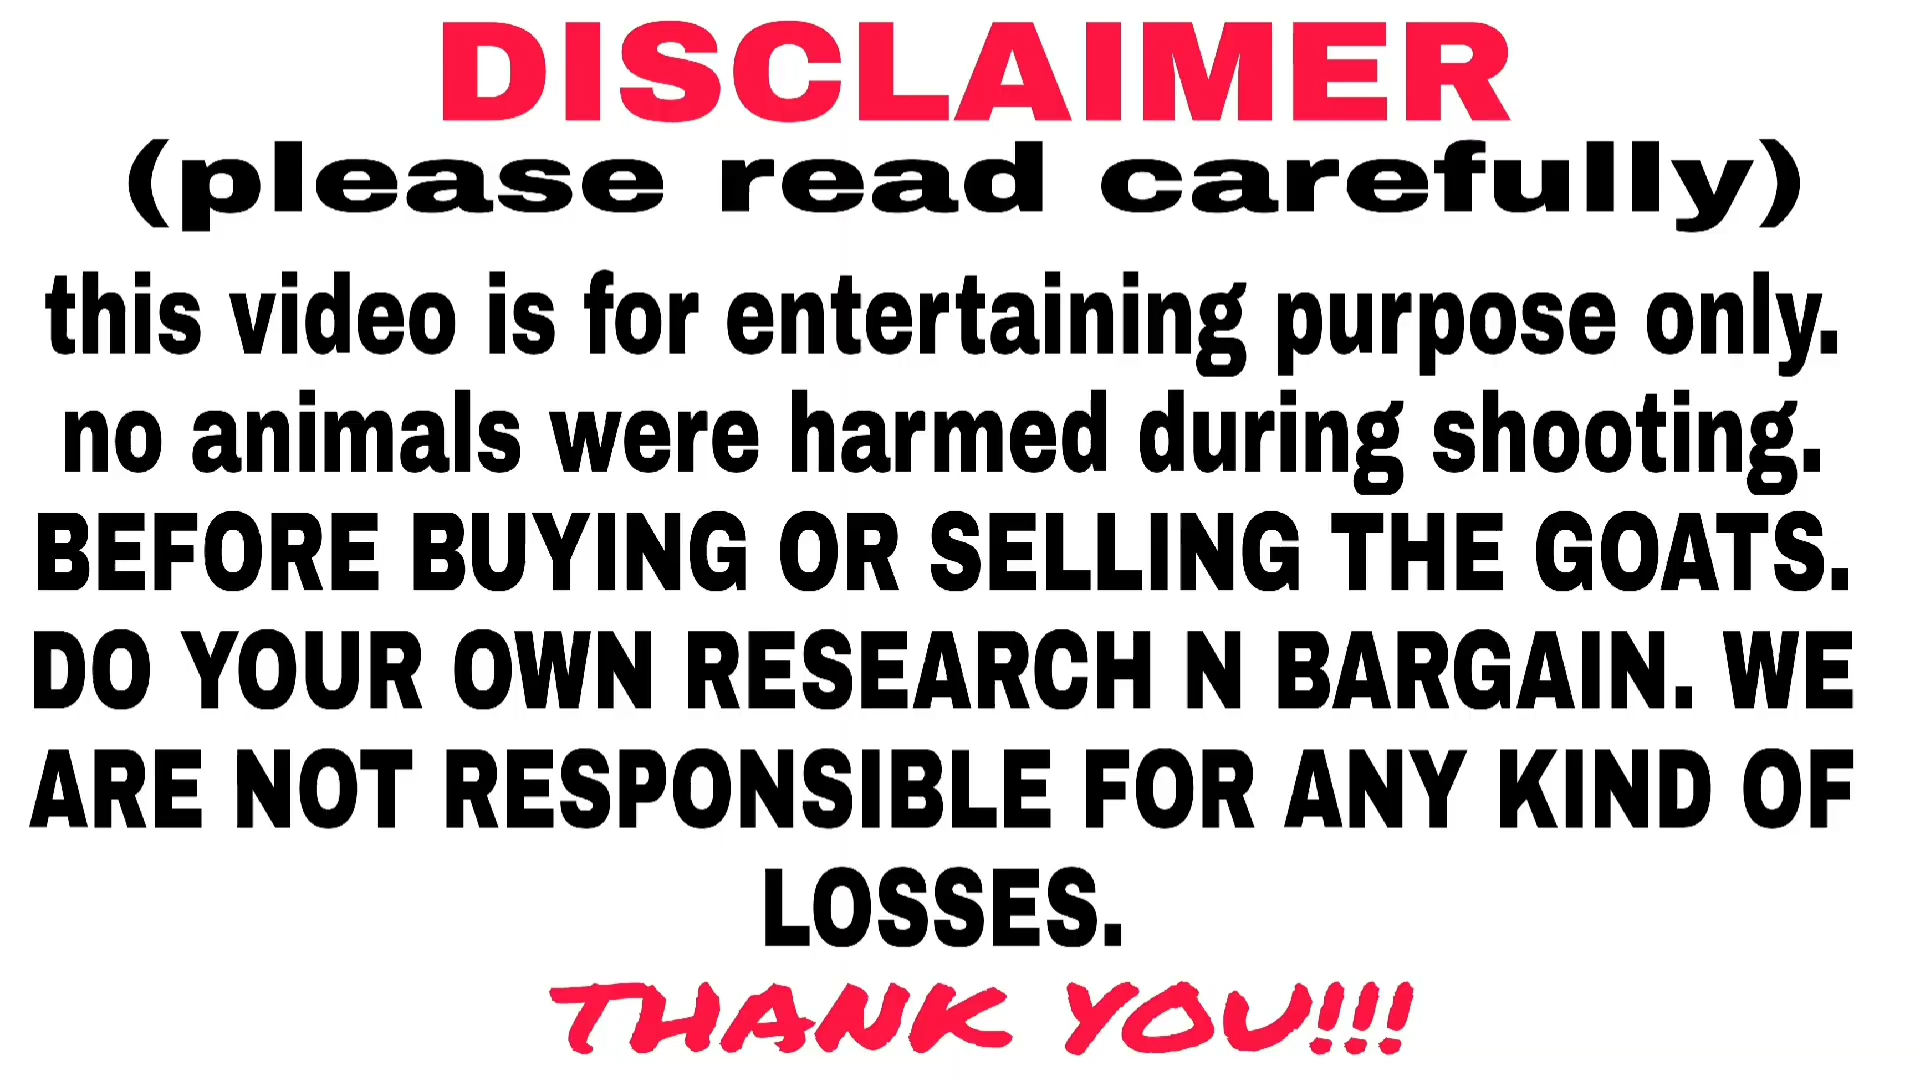 DISCLAIMER
(please read carefully)
this video is for entertaining purpose only.
no animals were harmed during shooting.
BEFORE BUYING OR SELLING THE GOATS.
DO YOUR OWN RESEARCH N BARGAIN. WE
ARE NOT RESPONSIBLE FOR ANY KIND OF
LOSSES.
THANK YOU!!!